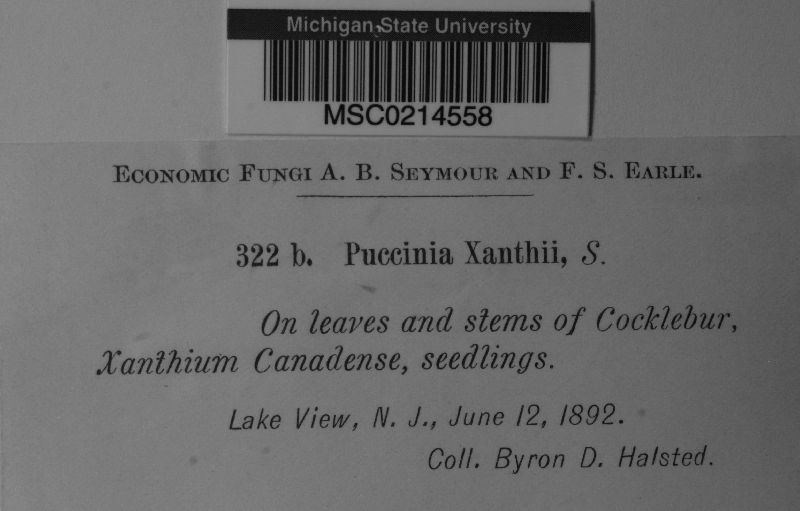 Michigan State University
MSC0214558
Economic Fungi A. B. Seymour and F. S. Earle.
322 b. Puccinia Xanthii, S.
On leaves and stems of Cocklebur,
Xanthium Canadense, seedlings.
Lake View, N. J., June 12, 1892.
Coll. Byron D. Halsted.